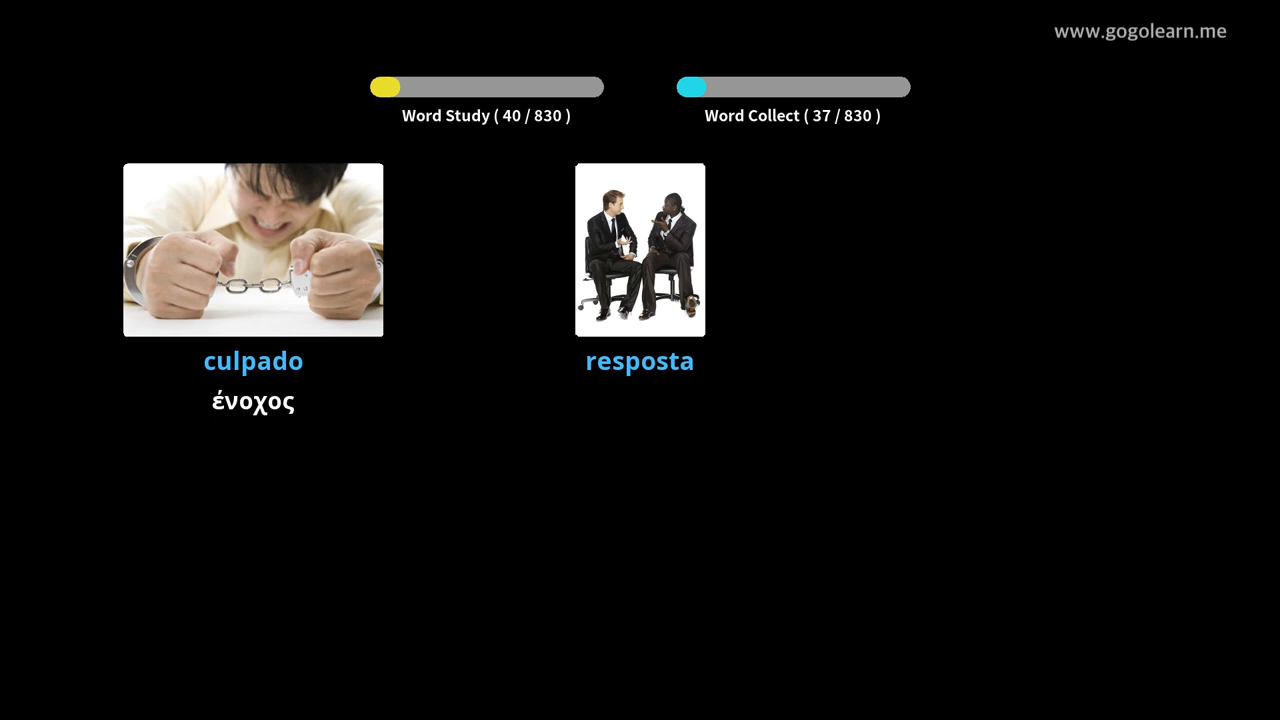 www.gogolearn.me
Word Study ( 40 / 830 )
Word Collect ( 37 / 830 )
culpado
resposta
ένοχος